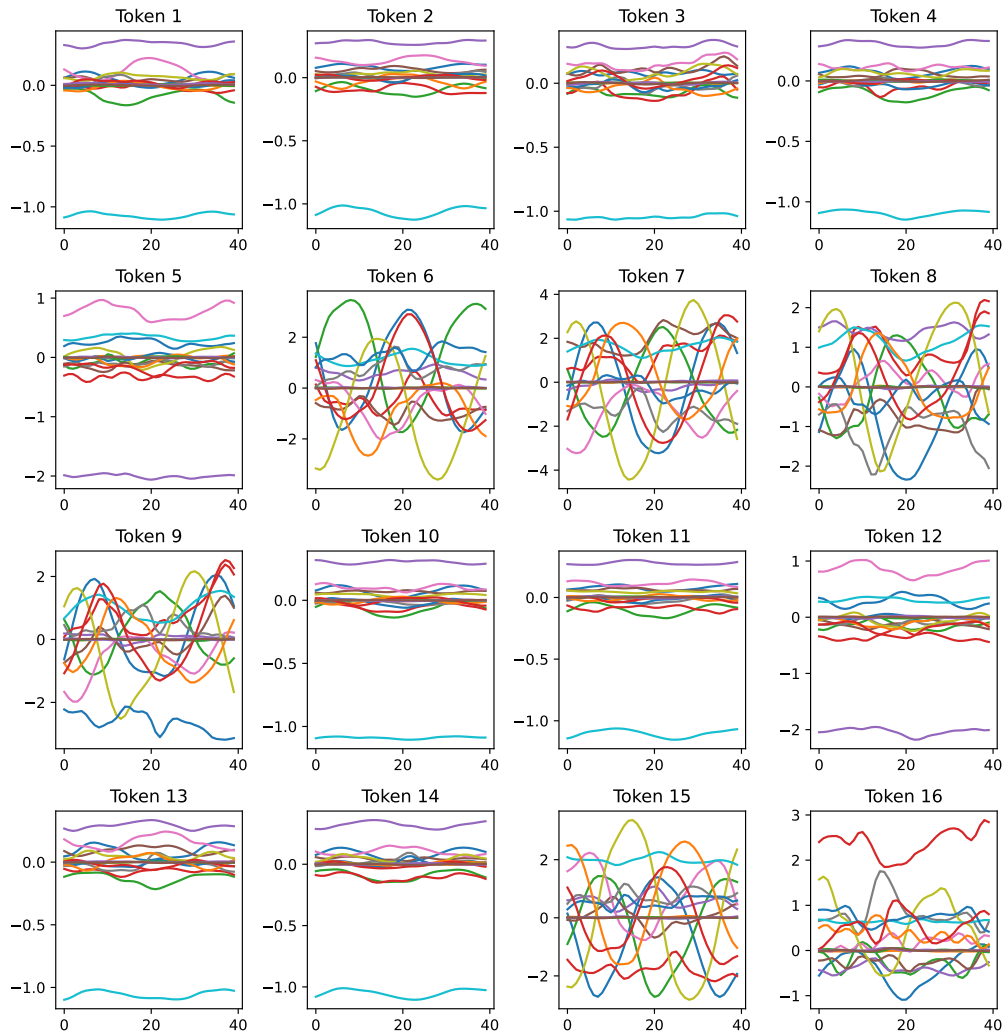 Token 1 Token 2 Token 3 Token 4
0.0 0.0 0.0 0.0
−0.5 −0.5 −0.5 −0.5
−1.0 −1.0 −1.0 −1.0
0 20 40 0 20 40 0 20 40 0 20 40
Token 5 Token 6 Token 7 Token 8
1 2 4 2
0 0 2 1
−1 −2 0 0
−2 −2 −1
−4 −2
0 20 40 0 20 40 0 20 40 0 20 40
Token 9 Token 10 Token 11 Token 12
2 0.0 0.0 1
0 −0.5 −0.5 0
−2 −1.0 −1.0 −1
−2
0 20 40 0 20 40 0 20 40 0 20 40
Token 13 Token 14 Token 15 Token 16
0.0 0.0 2 3
−0.5 −0.5 0 2
−1.0 −1.0 −2 1
0
−1
0 20 40 0 20 40 0 20 40 0 20 40